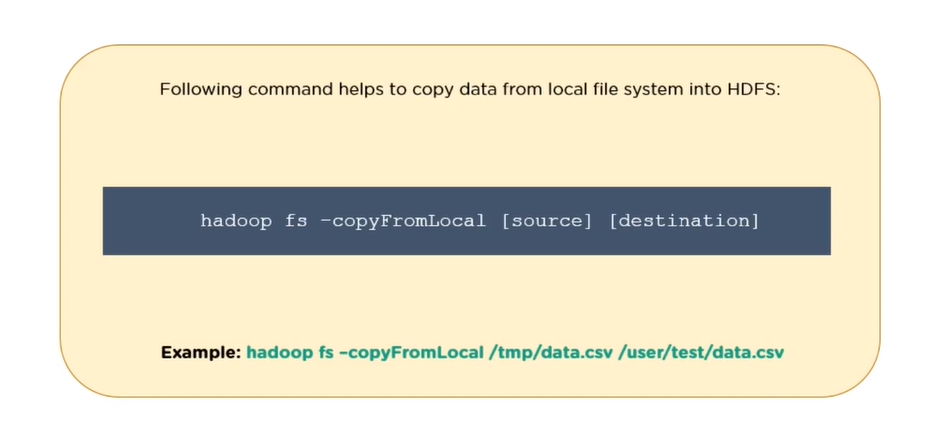 Following command helps to copy data from local file system into HDFS:
hadoop fs –copyFromLocal [source] [destination]
Example: hadoop fs –copyFromLocal /tmp/data.csv /user/test/data.csv